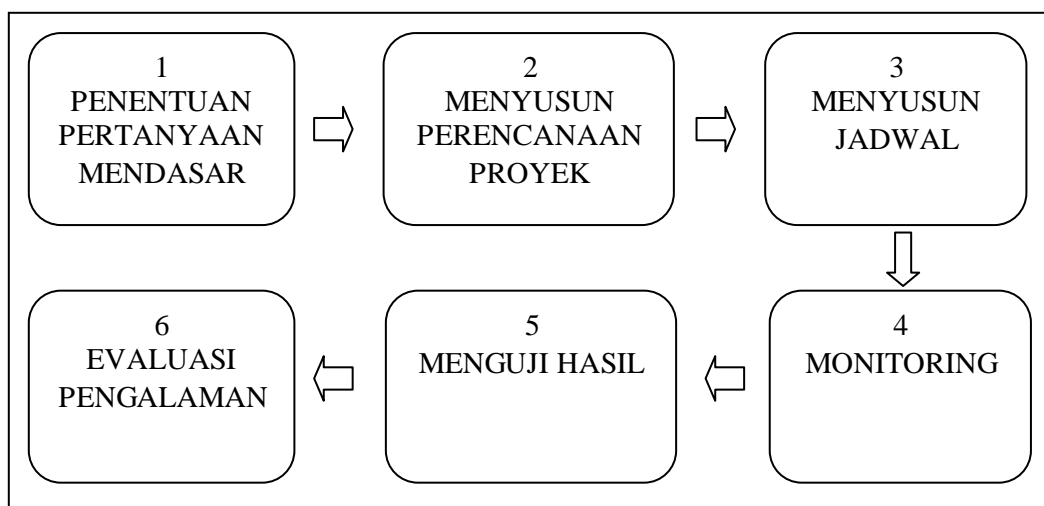 1
PENENTUAN
PERTANYAAN
MENDASAR
2
MENYUSUN
PERENCANAAN
PROYEK
3
MENYUSUN
JADWAL
4
MONITORING
5
MENGUJI HASIL
6
EVALUASI
PENGALAMAN